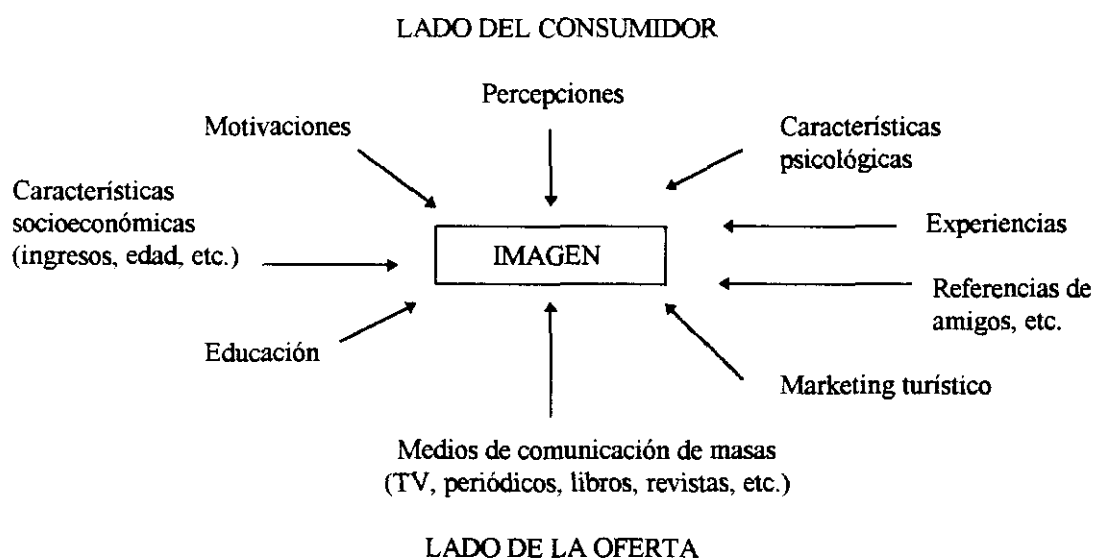 LADO DEL CONSUMIDOR
Percepciones
Motivaciones
Características
psicológicas
Característícas
socioeconómicas
(ingresos, edad, etc.)
Experiencias
IMAGEN
Referencias de
amigos, etc.
Educación
Marketing turístico
Medios de comunicación de masas
(TV, periódicos, libros, revistas, etc.)
LADO DE LA OFERTA